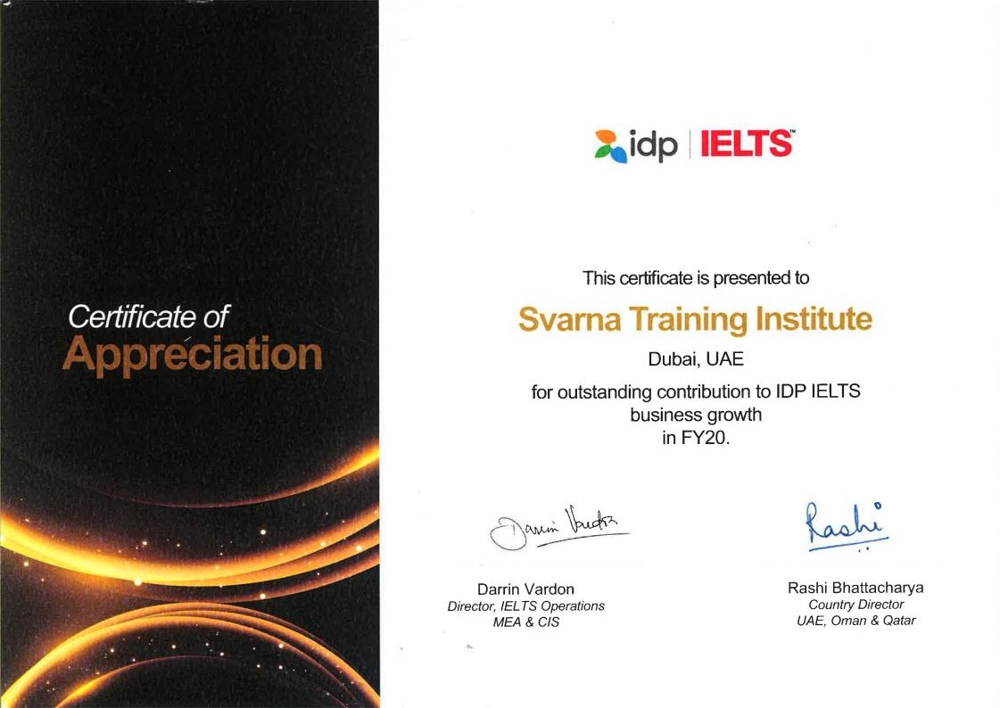 Certificate of
Appreciation
idp | IELTS™
This certificate is presented to
Svarna Training Institute
Dubai, UAE
for outstanding contribution to IDP IELTS
business growth
in FY20.
Darrin Vardon
Rashi
Darrin Vardon
Director, IELTS Operations
MEA & CIS
Rashi Bhattacharya
Country Director
UAE, Oman & Qatar